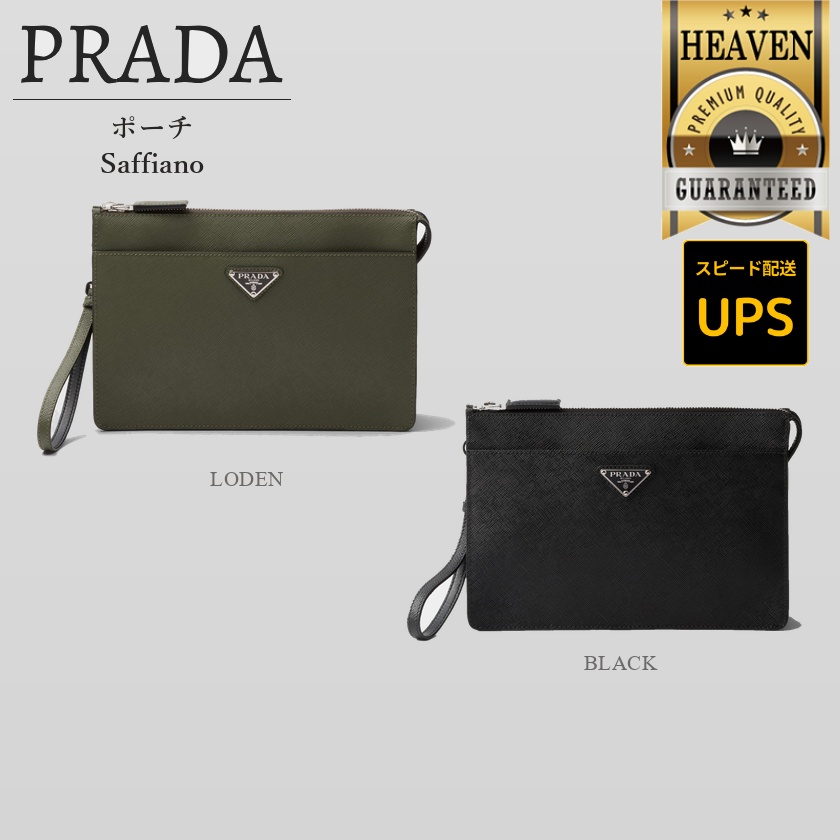 PRADA
ポーチ
Saffiano
HEAVEN
PREMIUM QUALITY
GUARANTEED
スピード配送
UPS
PRADA
LODEN
PRADA
BLACK